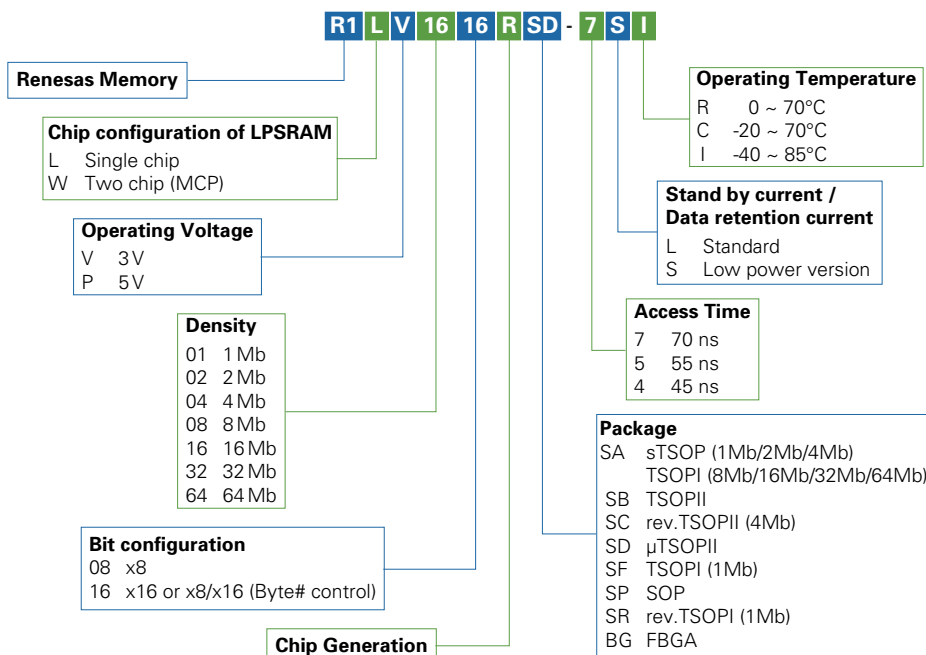 R1 L V 16 16 R SD - 7 S I
Renesas Memory
Chip configuration of LPSRAM
L Single chip
W Two chip (MCP)
Operating Voltage
V 3V
P 5V
Density
01 1Mb
02 2Mb
04 4Mb
08 8Mb
16 16Mb
32 32Mb
64 64Mb
Bit configuration
08 x8
16 x16 or x8/x16 (Byte# control)
Chip Generation
Operating Temperature
R 0 ~ 70°C
C -20 ~ 70°C
I -40 ~ 85°C
Stand by current /
Data retention current
L Standard
S Low power version
Access Time
7 70 ns
5 55 ns
4 45 ns
Package
SA sTSOP (1Mb/2Mb/4Mb)
TSOPI (8Mb/16Mb/32Mb/64Mb)
SB TSOPII
SC rev.TSOPII (4Mb)
SD µTSOPII
SF TSOPI (1Mb)
SP SOP
SR rev.TSOPI (1Mb)
BG FBGA